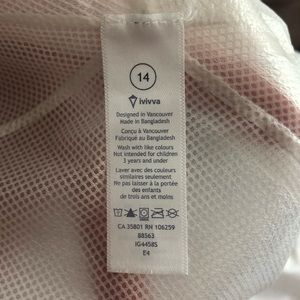 14
ivivva
Designed in Vancouver
Made in Bangladesh
Conçu à Vancouver
Fabriqué au Bangladesh
Wash with like colours
Not intended for children
3 years and under
Laver avec des couleurs
similaires seulement
Ne pas laisser à la portée
des enfants
de trois ans et moins
CA 35801 RN 106259
88563
IG4458S
E4